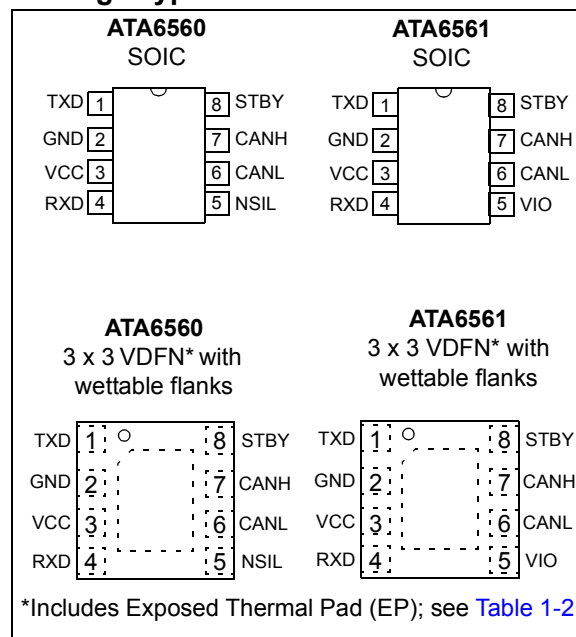 ATA6560
SOIC
TXD 1 8 STBY
GND 2 7 CANH
VCC 3 6 CANL
RXD 4 5 NSIL
ATA6561
SOIC
TXD 1 8 STBY
GND 2 7 CANH
VCC 3 6 CANL
RXD 4 5 VIO
ATA6560
3 x 3 VDFN* with
wettable flanks
TXD 1 8 STBY
GND 2 7 CANH
VCC 3 6 CANL
RXD 4 5 NSIL
ATA6561
3 x 3 VDFN* with
wettable flanks
TXD 1 8 STBY
GND 2 7 CANH
VCC 3 6 CANL
RXD 4 5 VIO
*Includes Exposed Thermal Pad (EP); see Table 1-2